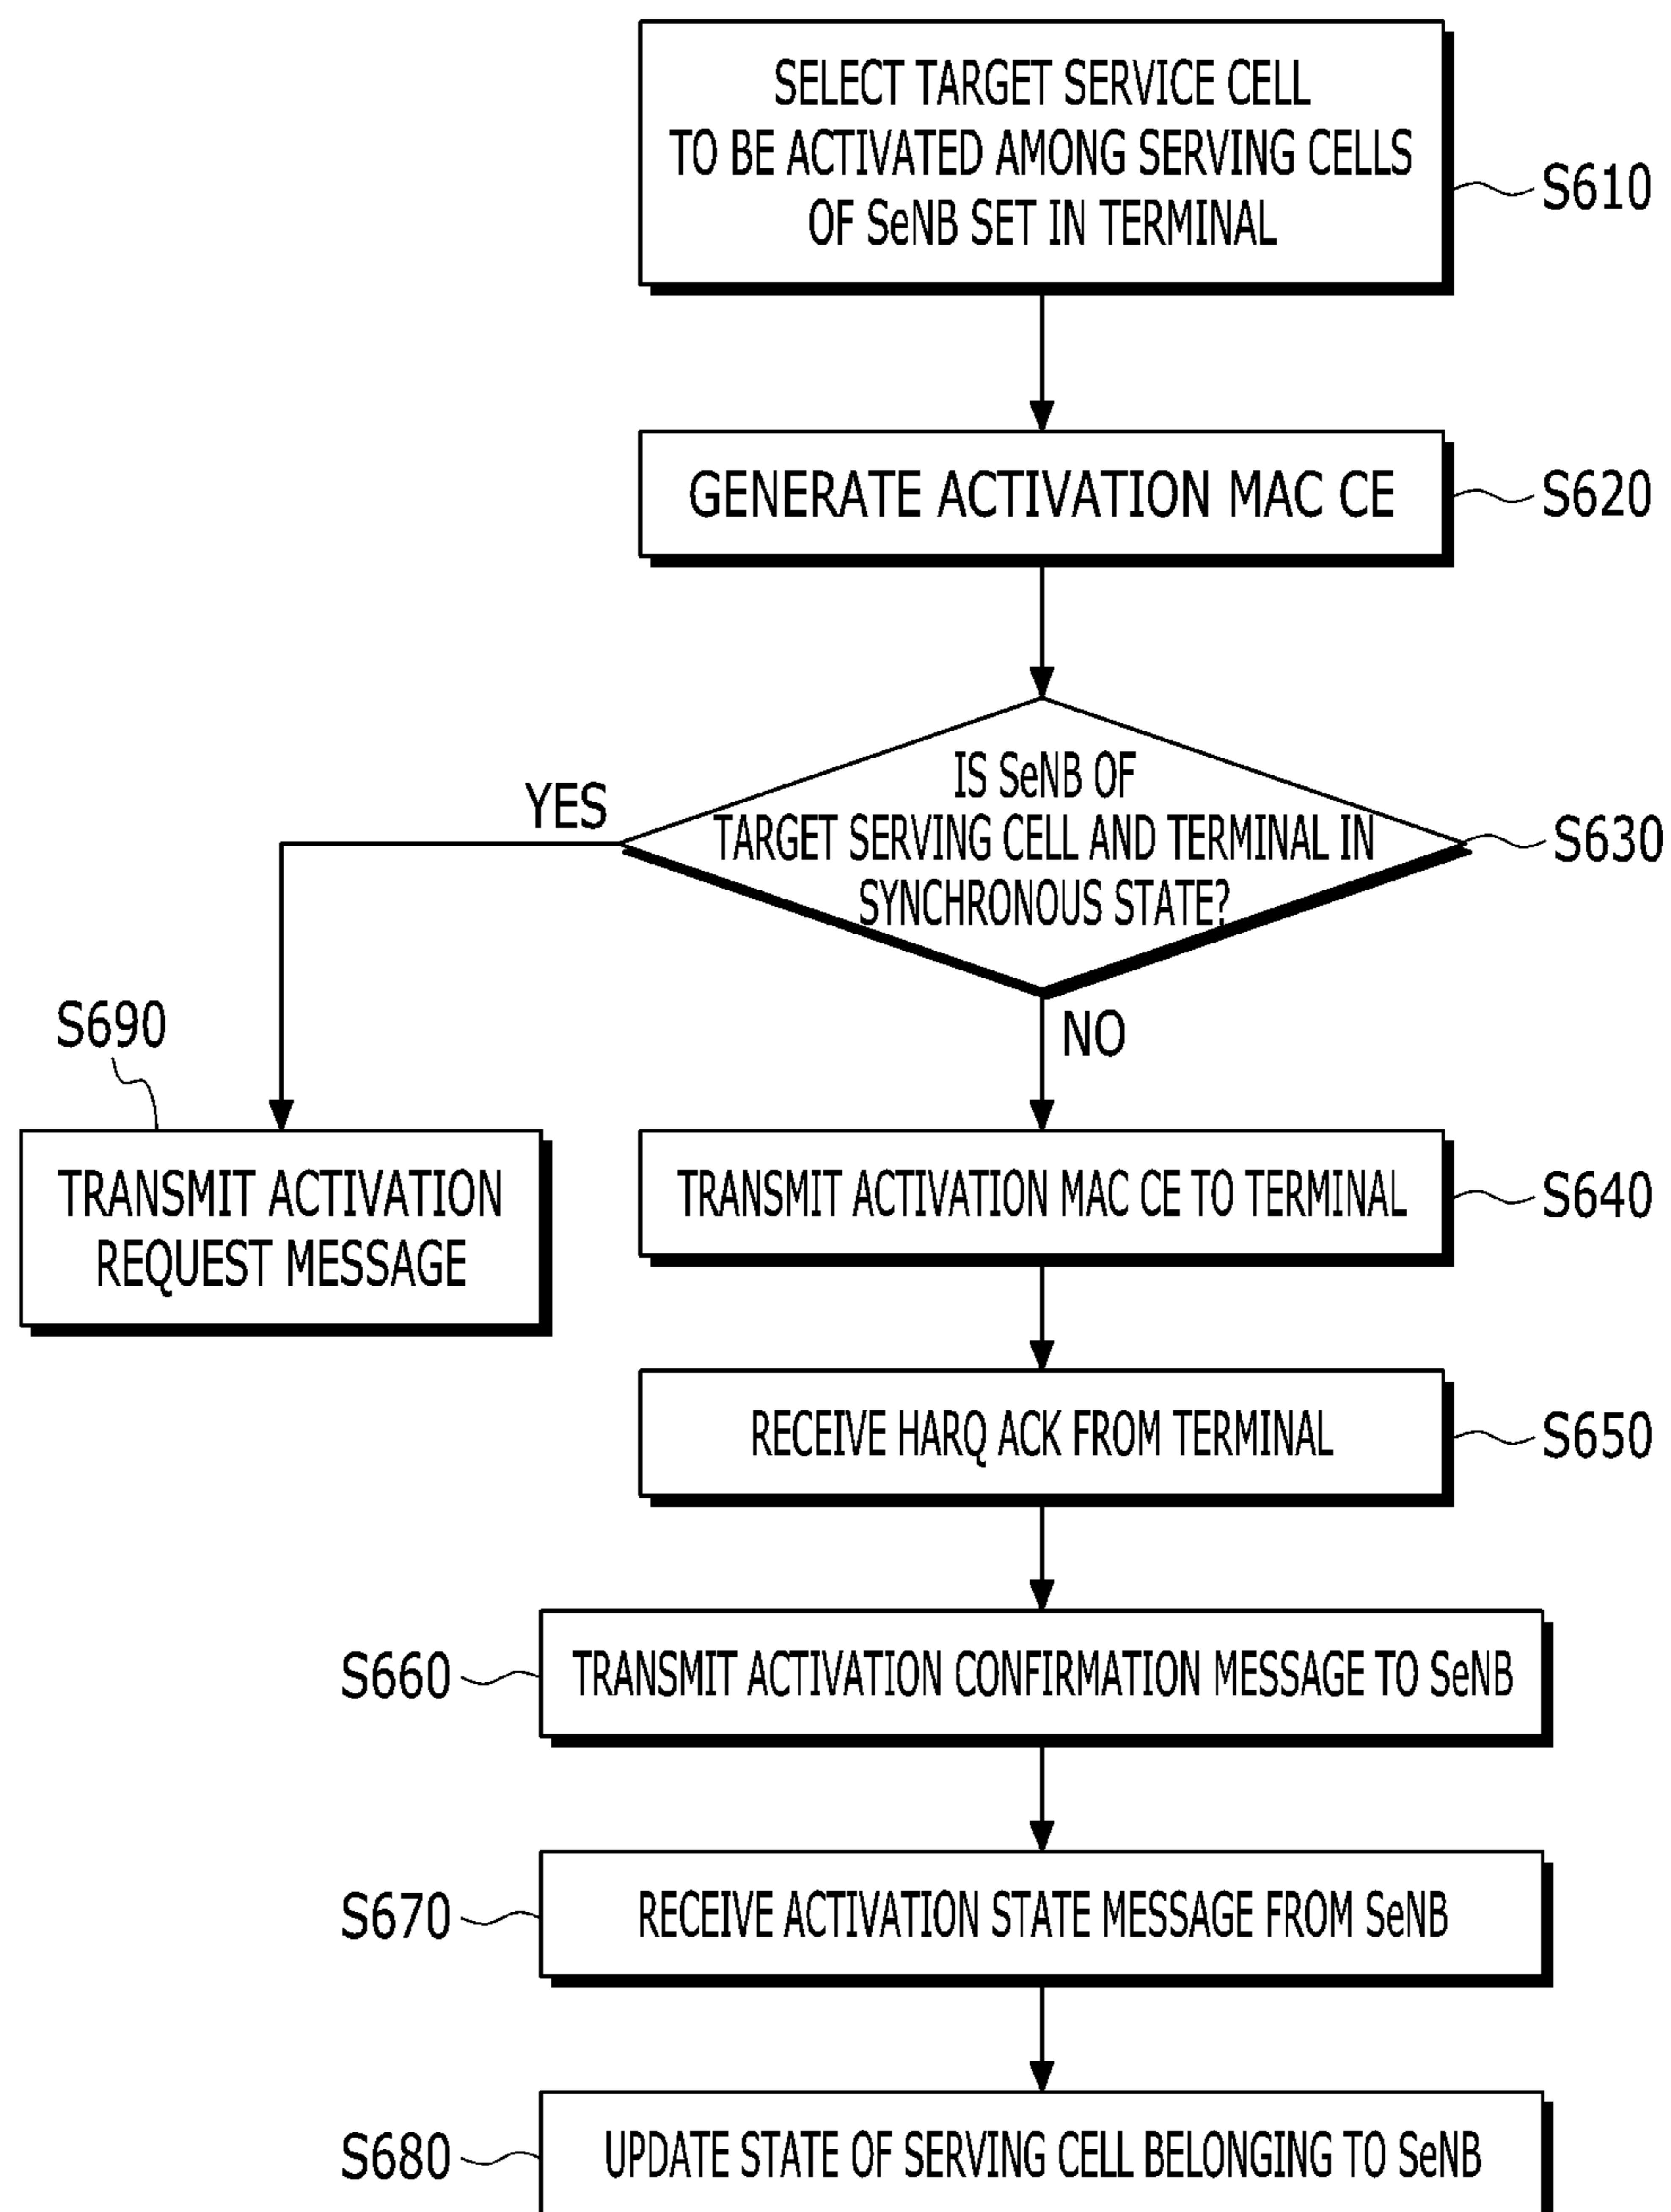 SELECT TARGET SERVICE CELL
TO BE ACTIVATED AMONG SERVING CELLS
OF SeNB SET IN TERMINAL
S610
GENERATE ACTIVATION MAC CE
S620
IS SeNB OF
TARGET SERVING CELL AND TERMINAL IN
SYNCHRONOUS STATE?
S630
YES
NO
S690
TRANSMIT ACTIVATION
REQUEST MESSAGE
TRANSMIT ACTIVATION MAC CE TO TERMINAL
S640
RECEIVE HARQ ACK FROM TERMINAL
S650
S660
TRANSMIT ACTIVATION CONFIRMATION MESSAGE TO SeNB
S670
RECEIVE ACTIVATION STATE MESSAGE FROM SeNB
S680
UPDATE STATE OF SERVING CELL BELONGING TO SeNB